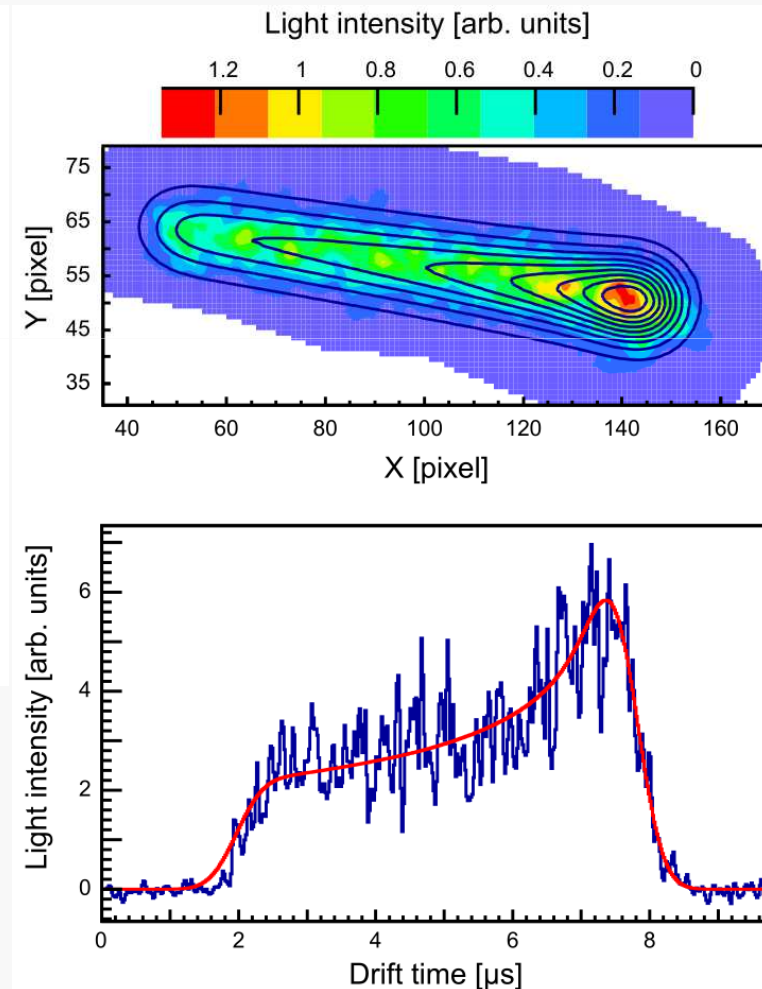 Light intensity [arb. units]
1.2 1 0.8 0.6 0.4 0.2 0
75
65
55
45
35
Y [pixel]
40 60 80 100 120 140 160
X [pixel]
Light intensity [arb. units]
6
4
2
0
0 2 4 6 8
Drift time [μs]